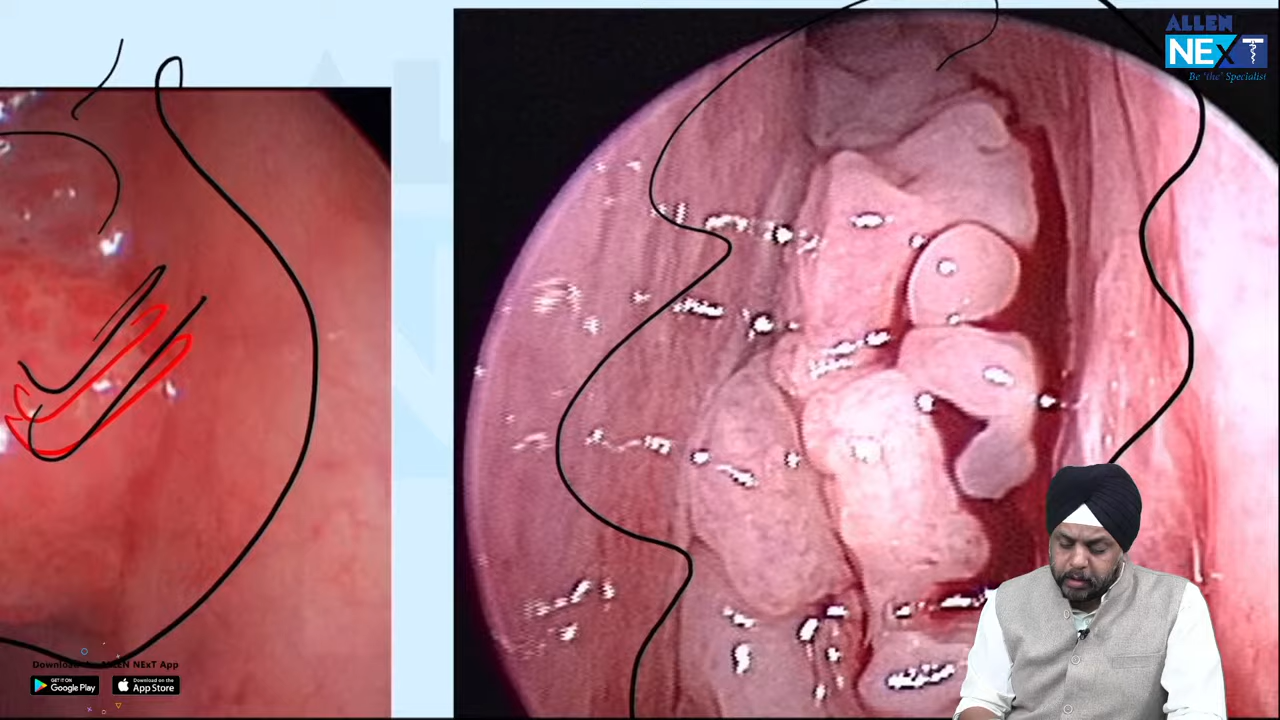 ALLEN
NExT
Be 'the' Specialist
Download the ALLEN NExT App
GET IT ON
Google Play
Download on the
App Store